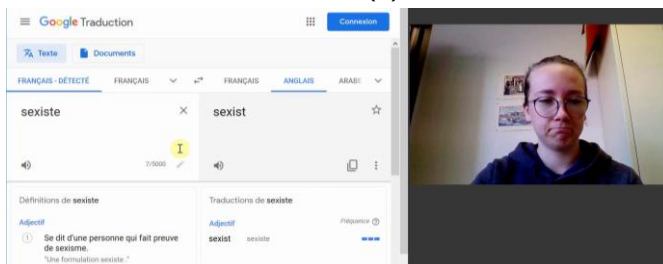 Google Traduction
Connexion
Texte
Documents
FRANÇAIS - DÉTECTÉ
FRANÇAIS
FRANÇAIS
ANGLAIS
ARABE
sexiste
sexist
7/5000
Définitions de sexiste
Traductions de sexiste
Adjectif
Adjectif
Fréquence
1
Se dit d'une personne qui fait preuve
de sexisme.
"Une formulation sexiste."
sexist
sexiste